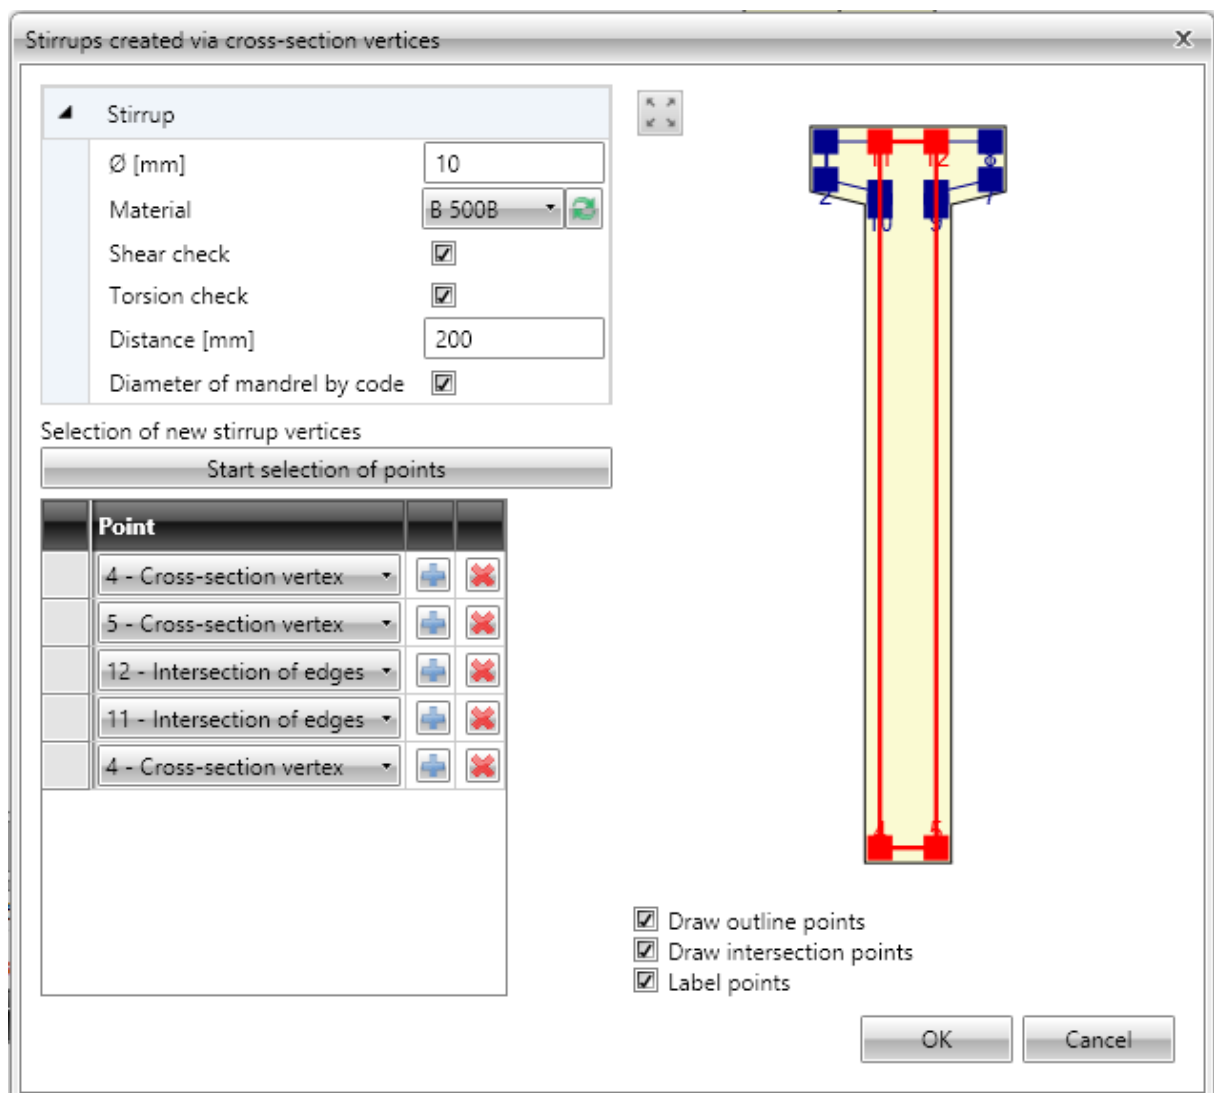 Stirrups created via cross-section vertices
Stirrup
Ø [mm] 10
Material B 500B
Shear check
Torsion check
Distance [mm] 200
Diameter of mandrel by code
Selection of new stirrup vertices
Start selection of points
Point
4 - Cross-section vertex
5 - Cross-section vertex
12 - Intersection of edges
11 - Intersection of edges
4 - Cross-section vertex
11 12 8
2 7
10 9
4 5
Draw outline points
Draw intersection points
Label points
OK Cancel